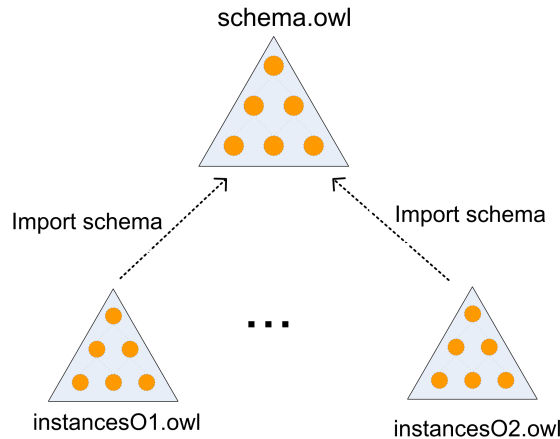 schema.owl
Import schema
Import schema
...
instancesO1.owl
instancesO2.owl